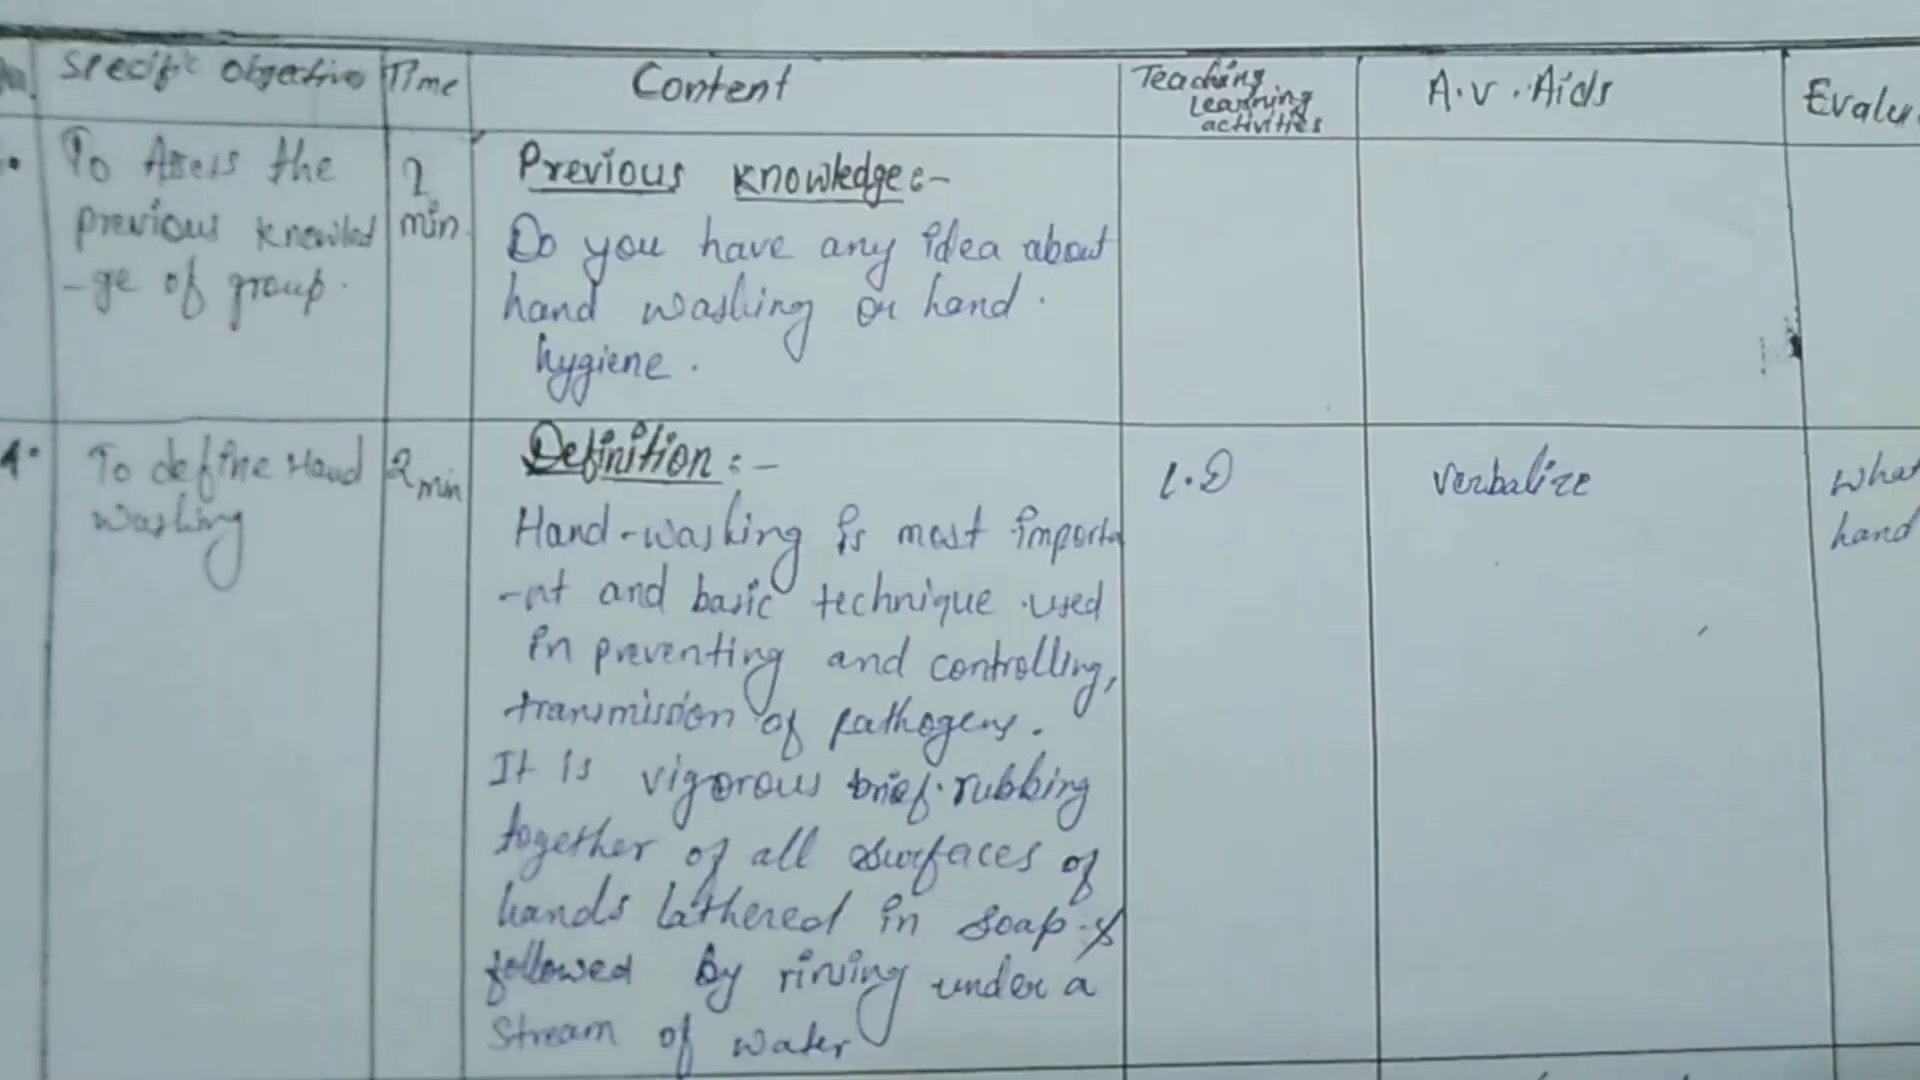 Specific Objectives Time Content Teaching Learning activities A.V. Aids Evalu
To Assess the
previous knowled
-ge of group.
2
min
Previous knowledge:-
Do you have any idea about
hand washing or hand
hygiene.
4.
To define Hand
washing
2 min
Definition:-
Hand-washing is most importa
-nt and basic technique used
in preventing and controlling,
transmission of pathogens.
It is vigorous brief rubbing
together of all surfaces of
hands lathered in soap
followed by rinsing under a
stream of water
L.D
verbalize
what
hand